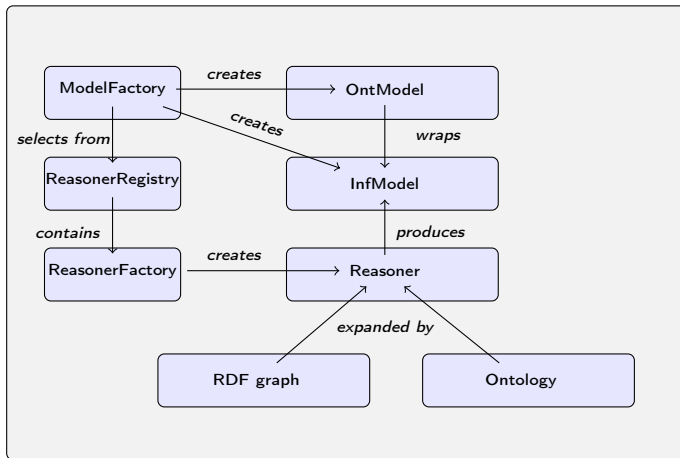 ModelFactory
creates
OntModel
selects from
creates
wraps
ReasonerRegistry
InfModel
contains
produces
ReasonerFactory
creates
Reasoner
expanded by
RDF graph
Ontology